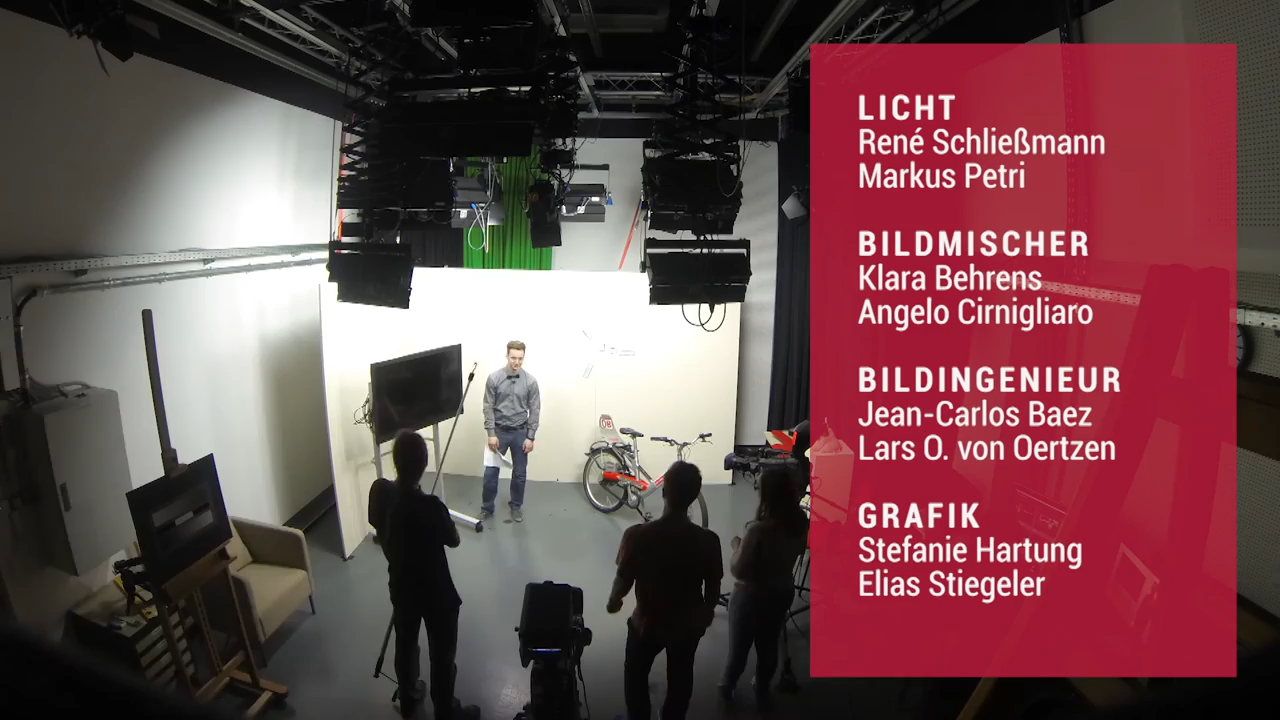 LICHT
René Schließmann
Markus Petri
BILDMISCHER
Klara Behrens
Angelo Cirnigliaro
BILDINGENIEUR
Jean-Carlos Baez
Lars O. von Oertzen
GRAFIK
Stefanie Hartung
Elias Stiegeler
DB